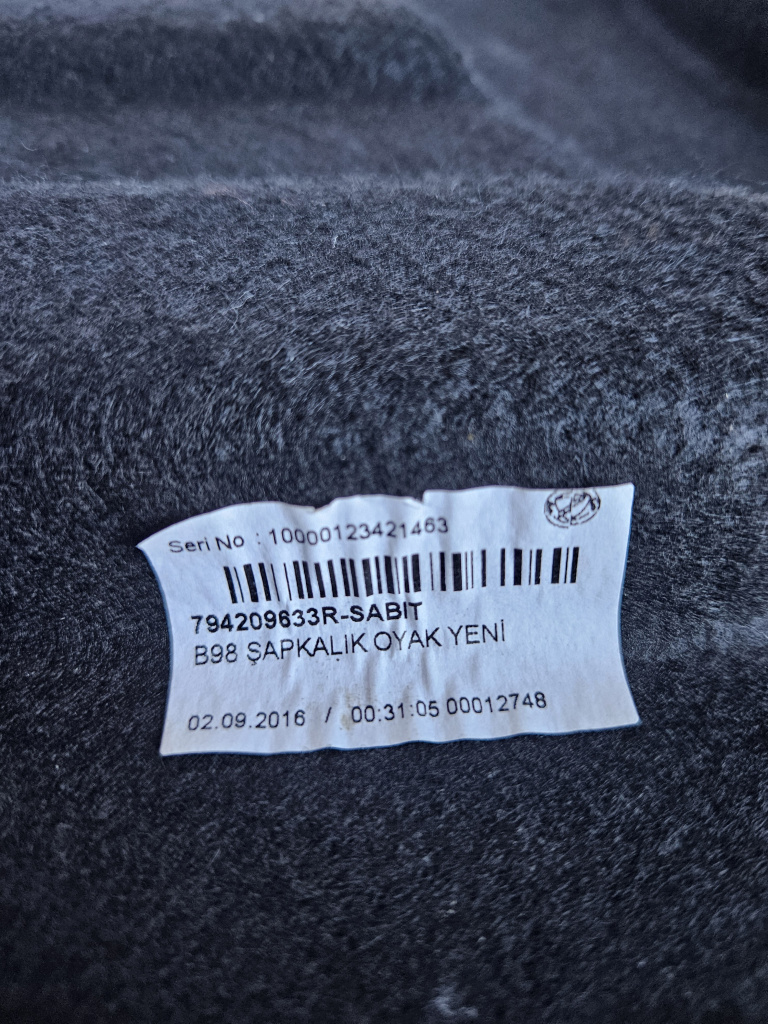 Seri No : 10000123421463
794209633R-SABIT
B98 ŞAPKALIK OYAK YENİ
02.09.2016 / 00:31:05 00012748